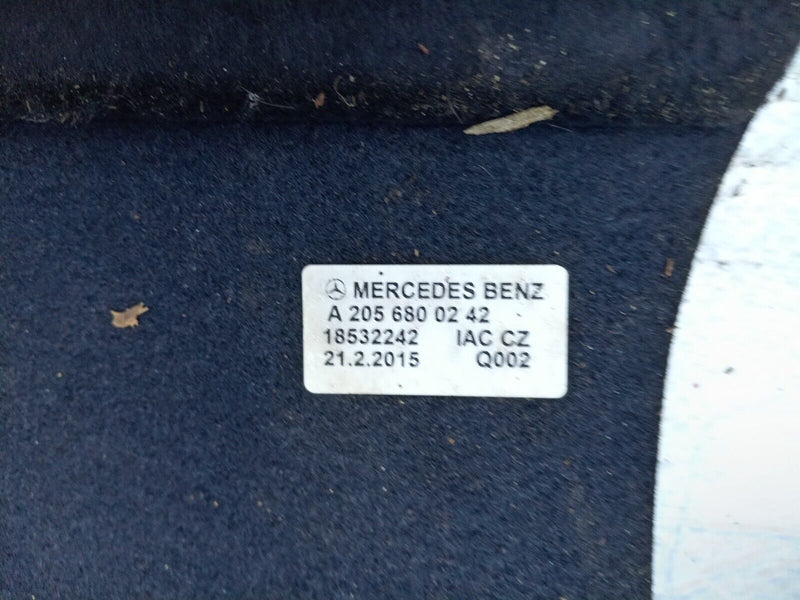 MERCEDES BENZ
A 205 680 02 42
18532242 IAC CZ
21.2.2015 Q002